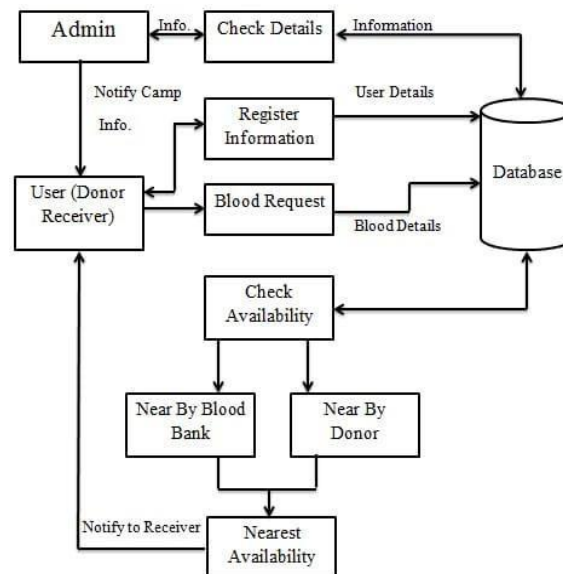 Admin
Info.
Check Details
Information
Notify Camp
Info.
Register
Information
User Details
User (Donor
Receiver)
Blood Request
Blood Details
Database
Check
Availability
Near By Blood
Bank
Near By
Donor
Notify to Receiver
Nearest
Availability